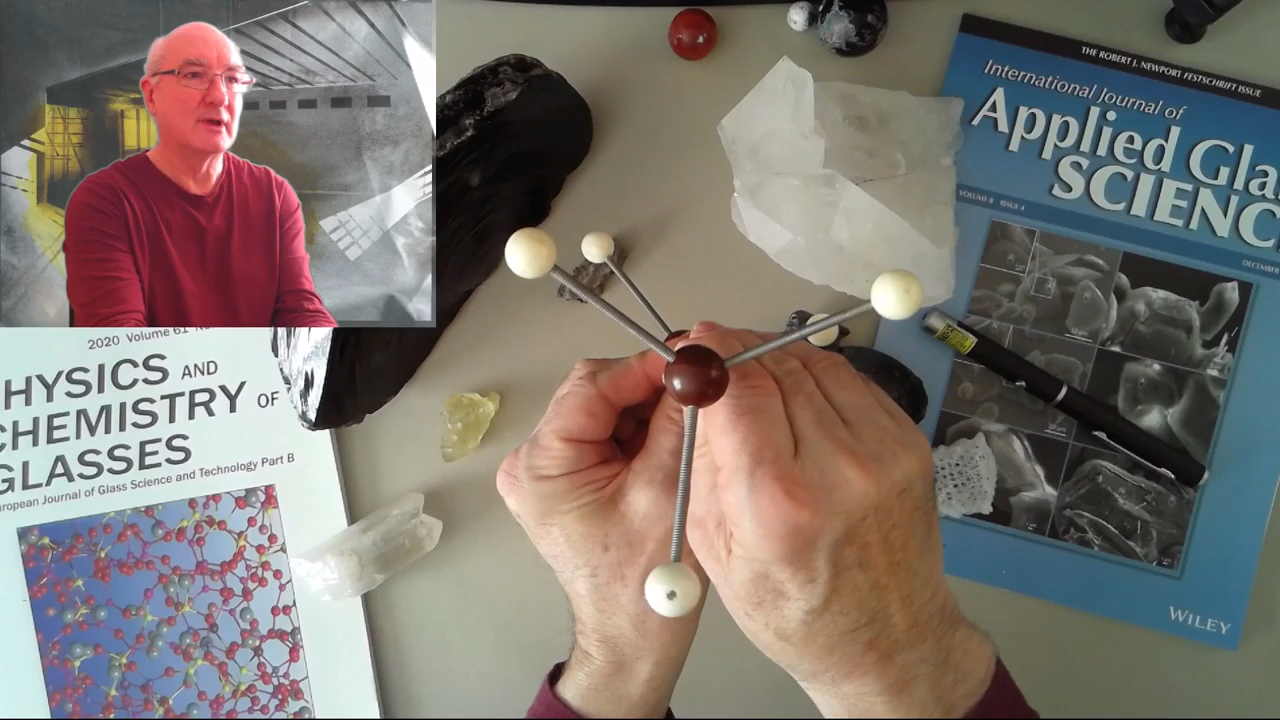 THE ROBERT J. NEWPORT FESTSCHRIFT ISSUE
International Journal of
Applied Gla
SCIENC
VOLUME 8 ISSUE 4
DECEMBER
WILEY
2020 Volume 61
HYSICS AND
CHEMISTRY OF
GLASSES
uropean Journal of Glass Science and Technology Part B